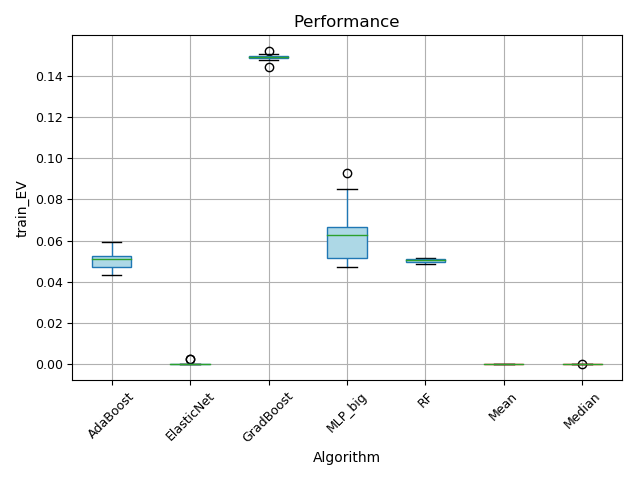 Performance
train_EV
0.14
0.12
0.10
0.08
0.06
0.04
0.02
0.00
AdaBoost
ElasticNet
GradBoost
MLP_big
RF
Mean
Median
Algorithm